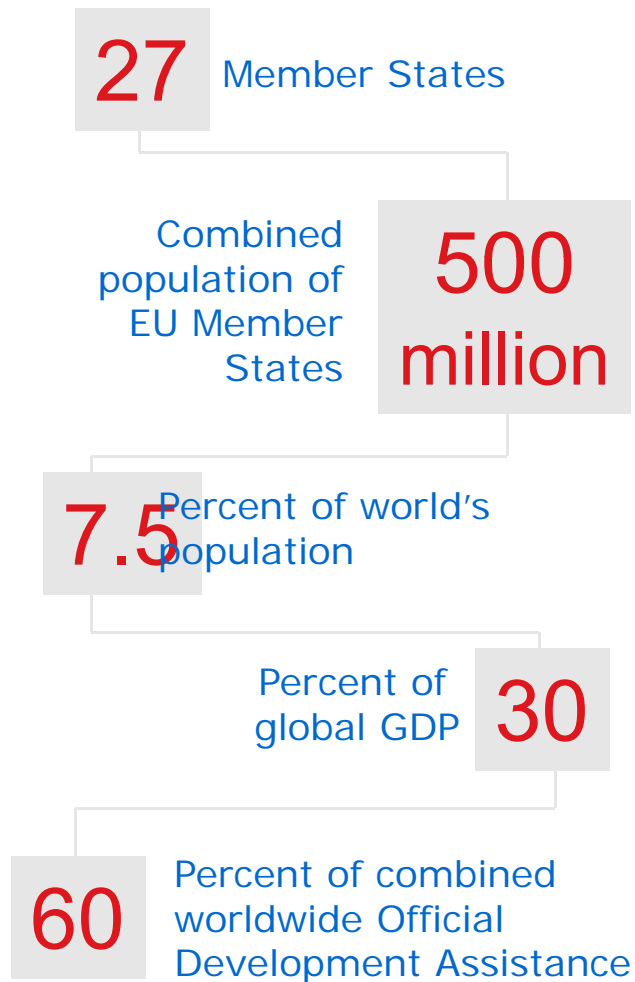 27
Member States
Combined
population of
EU Member
States
500
million
7.5
Percent of world's
population
Percent of
global GDP
30
60
Percent of combined
worldwide Official
Development Assistance